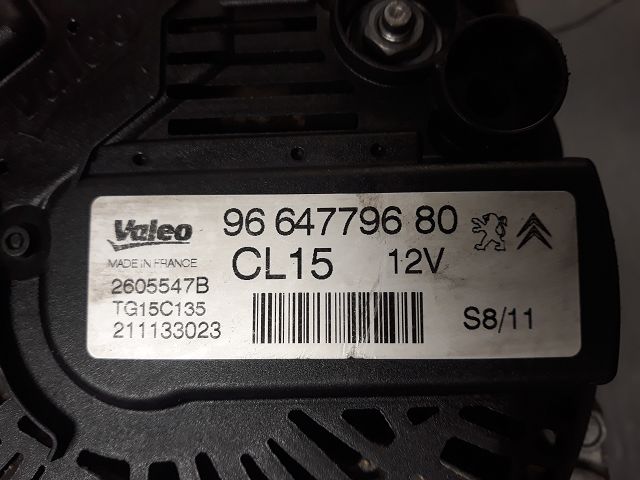 Valeo 96 647796 80
MADE IN FRANCE CL15 12V
2605547B
TG15C135
211133023 S8/11